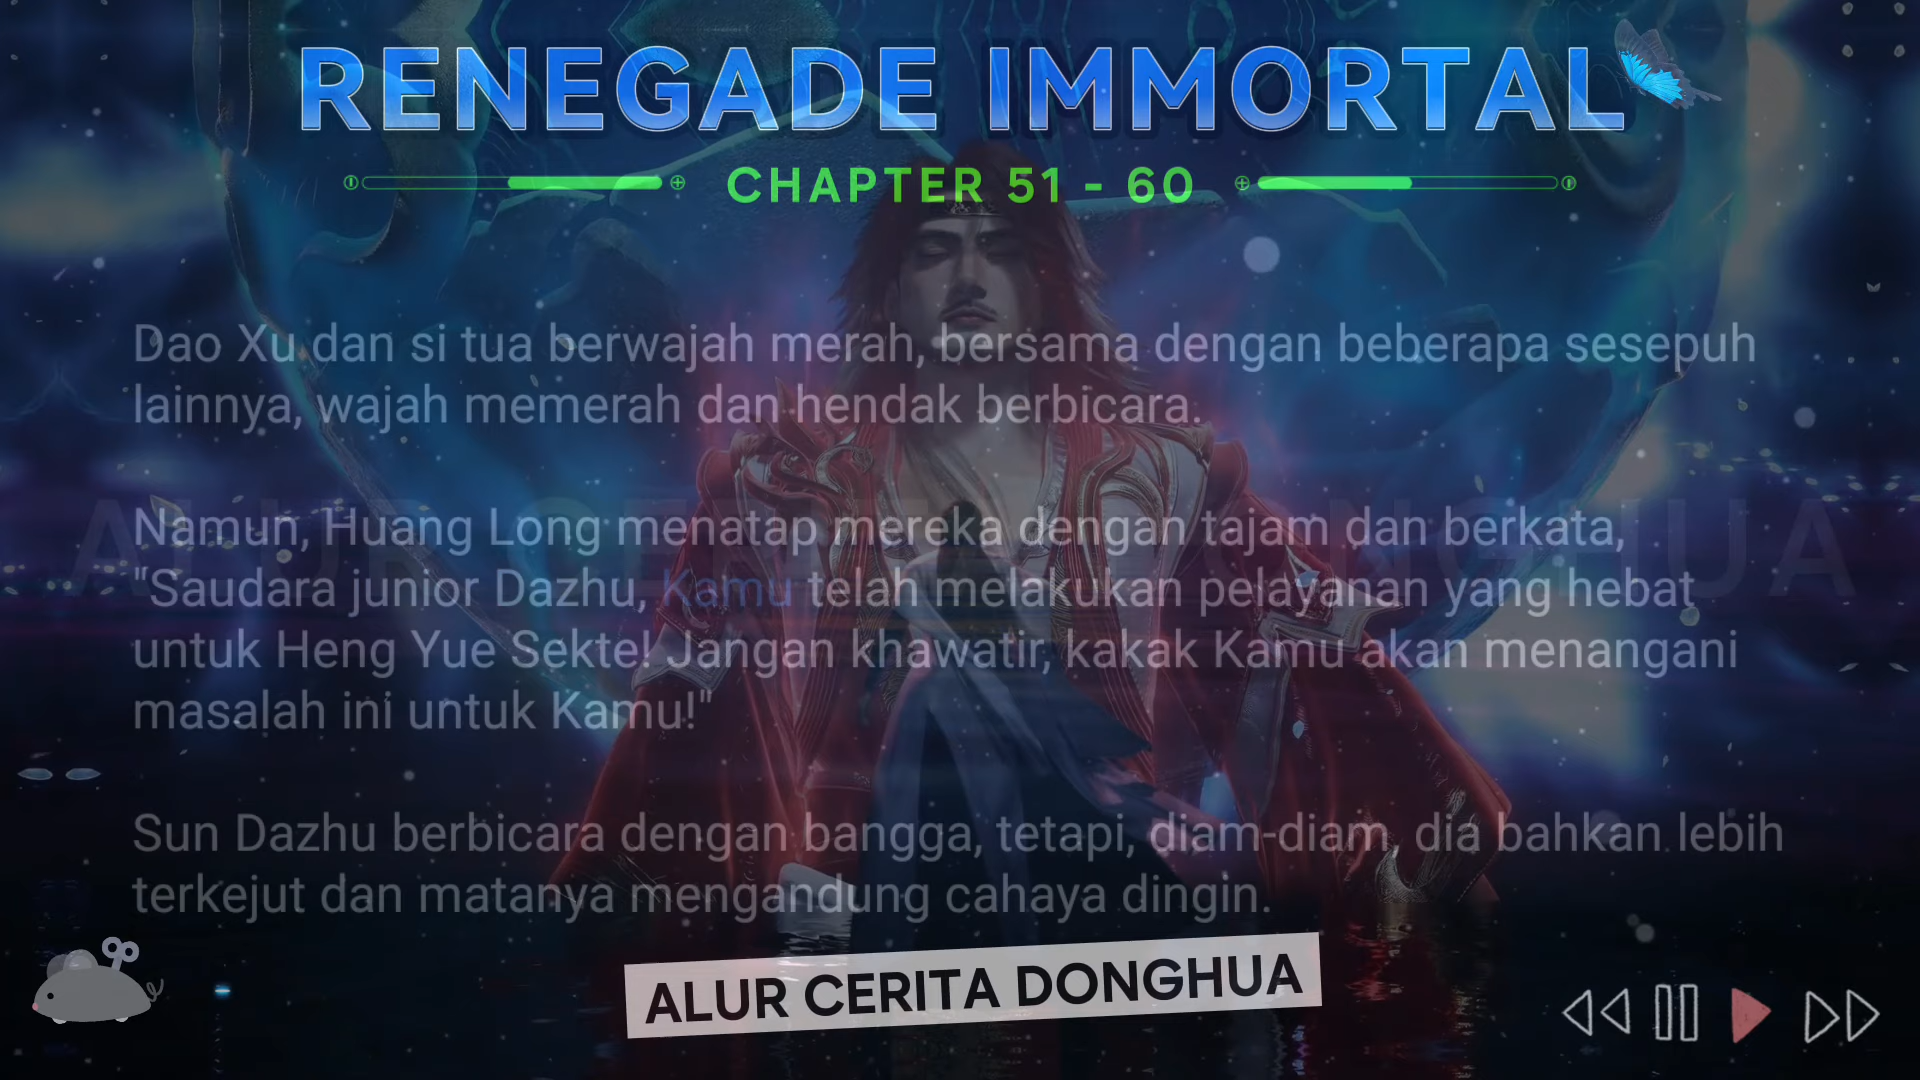 RENEGADE IMMORTAL
CHAPTER 51 - 60
Dao Xu dan si tua berwajah merah, bersama dengan beberapa sesepuh
lainnya, wajah memerah dan hendak berbicara.
ALUR CERITA DONGHUA
Namun, Huang Long menatap mereka dengan tajam dan berkata,
"Saudara junior Dazhu, Kamu telah melakukan pelayanan yang hebat
untuk Heng Yue Sekte! Jangan khawatir, kakak Kamu akan menangani
masalah ini untuk Kamu!"
Sun Dazhu berbicara dengan bangga, tetapi, diam-diam, dia bahkan lebih
terkejut dan matanya mengandung cahaya dingin.
ALUR CERITA DONGHUA